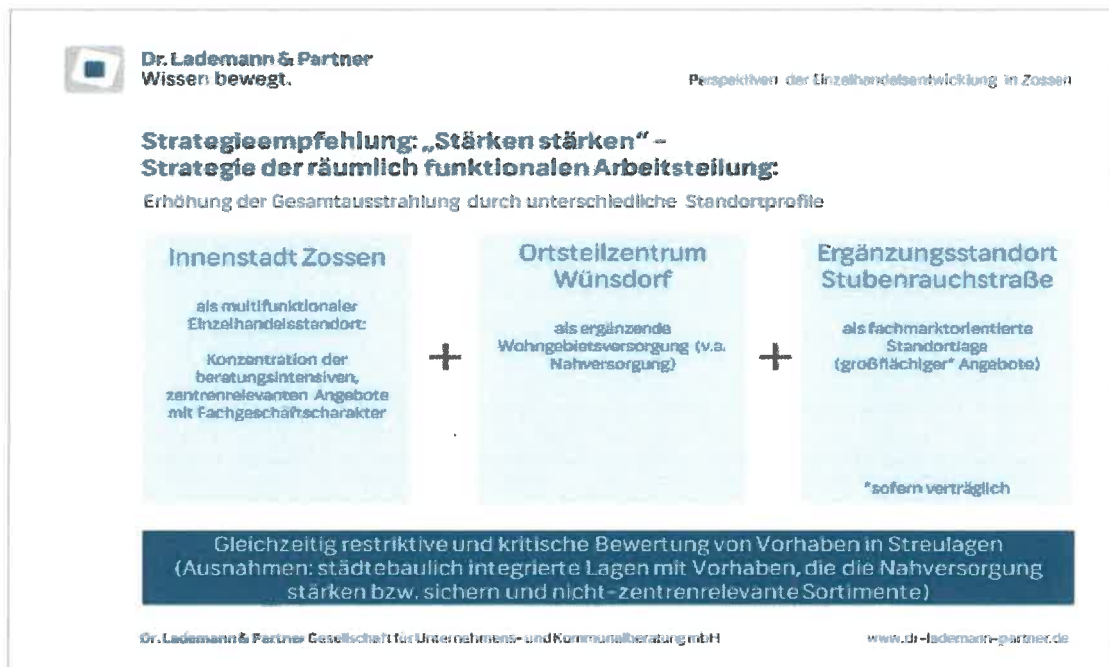 Dr. Lademann & Partner
Wissen bewegt.
Perspektiven der Einzelhandelsentwicklung in Zossen
Strategieempfehlung: „Stärken stärken“ –
Strategie der räumlich funktionalen Arbeitsteilung:
Erhöhung der Gesamtausstrahlung durch unterschiedliche Standortprofile
Innenstadt Zossen
als multifunktionaler
Einzelhandelsstandort:
Konzentration der
beratungsintensiven,
zentrenrelevanten Angebote
mit Fachgeschäftscharakter
+
Ortsteilzentrum
Wünsdorf
als ergänzende
Wohngebietsversorgung (v.a.
Nahversorgung)
+
Ergänzungsstandort
Stubenrauchstraße
als fachmarktorientierte
Standortlage
(großflächiger* Angebote)
*sofern verträglich
Gleichzeitig restriktive und kritische Bewertung von Vorhaben in Streulagen
(Ausnahmen: städtebaulich integrierte Lagen mit Vorhaben, die die Nahversorgung
stärken bzw. sichern und nicht-zentrenrelevante Sortimente)
Dr. Lademann & Partner Gesellschaft für Unternehmens- und Kommunalberatung mbH
www.dr-lademann-partner.de